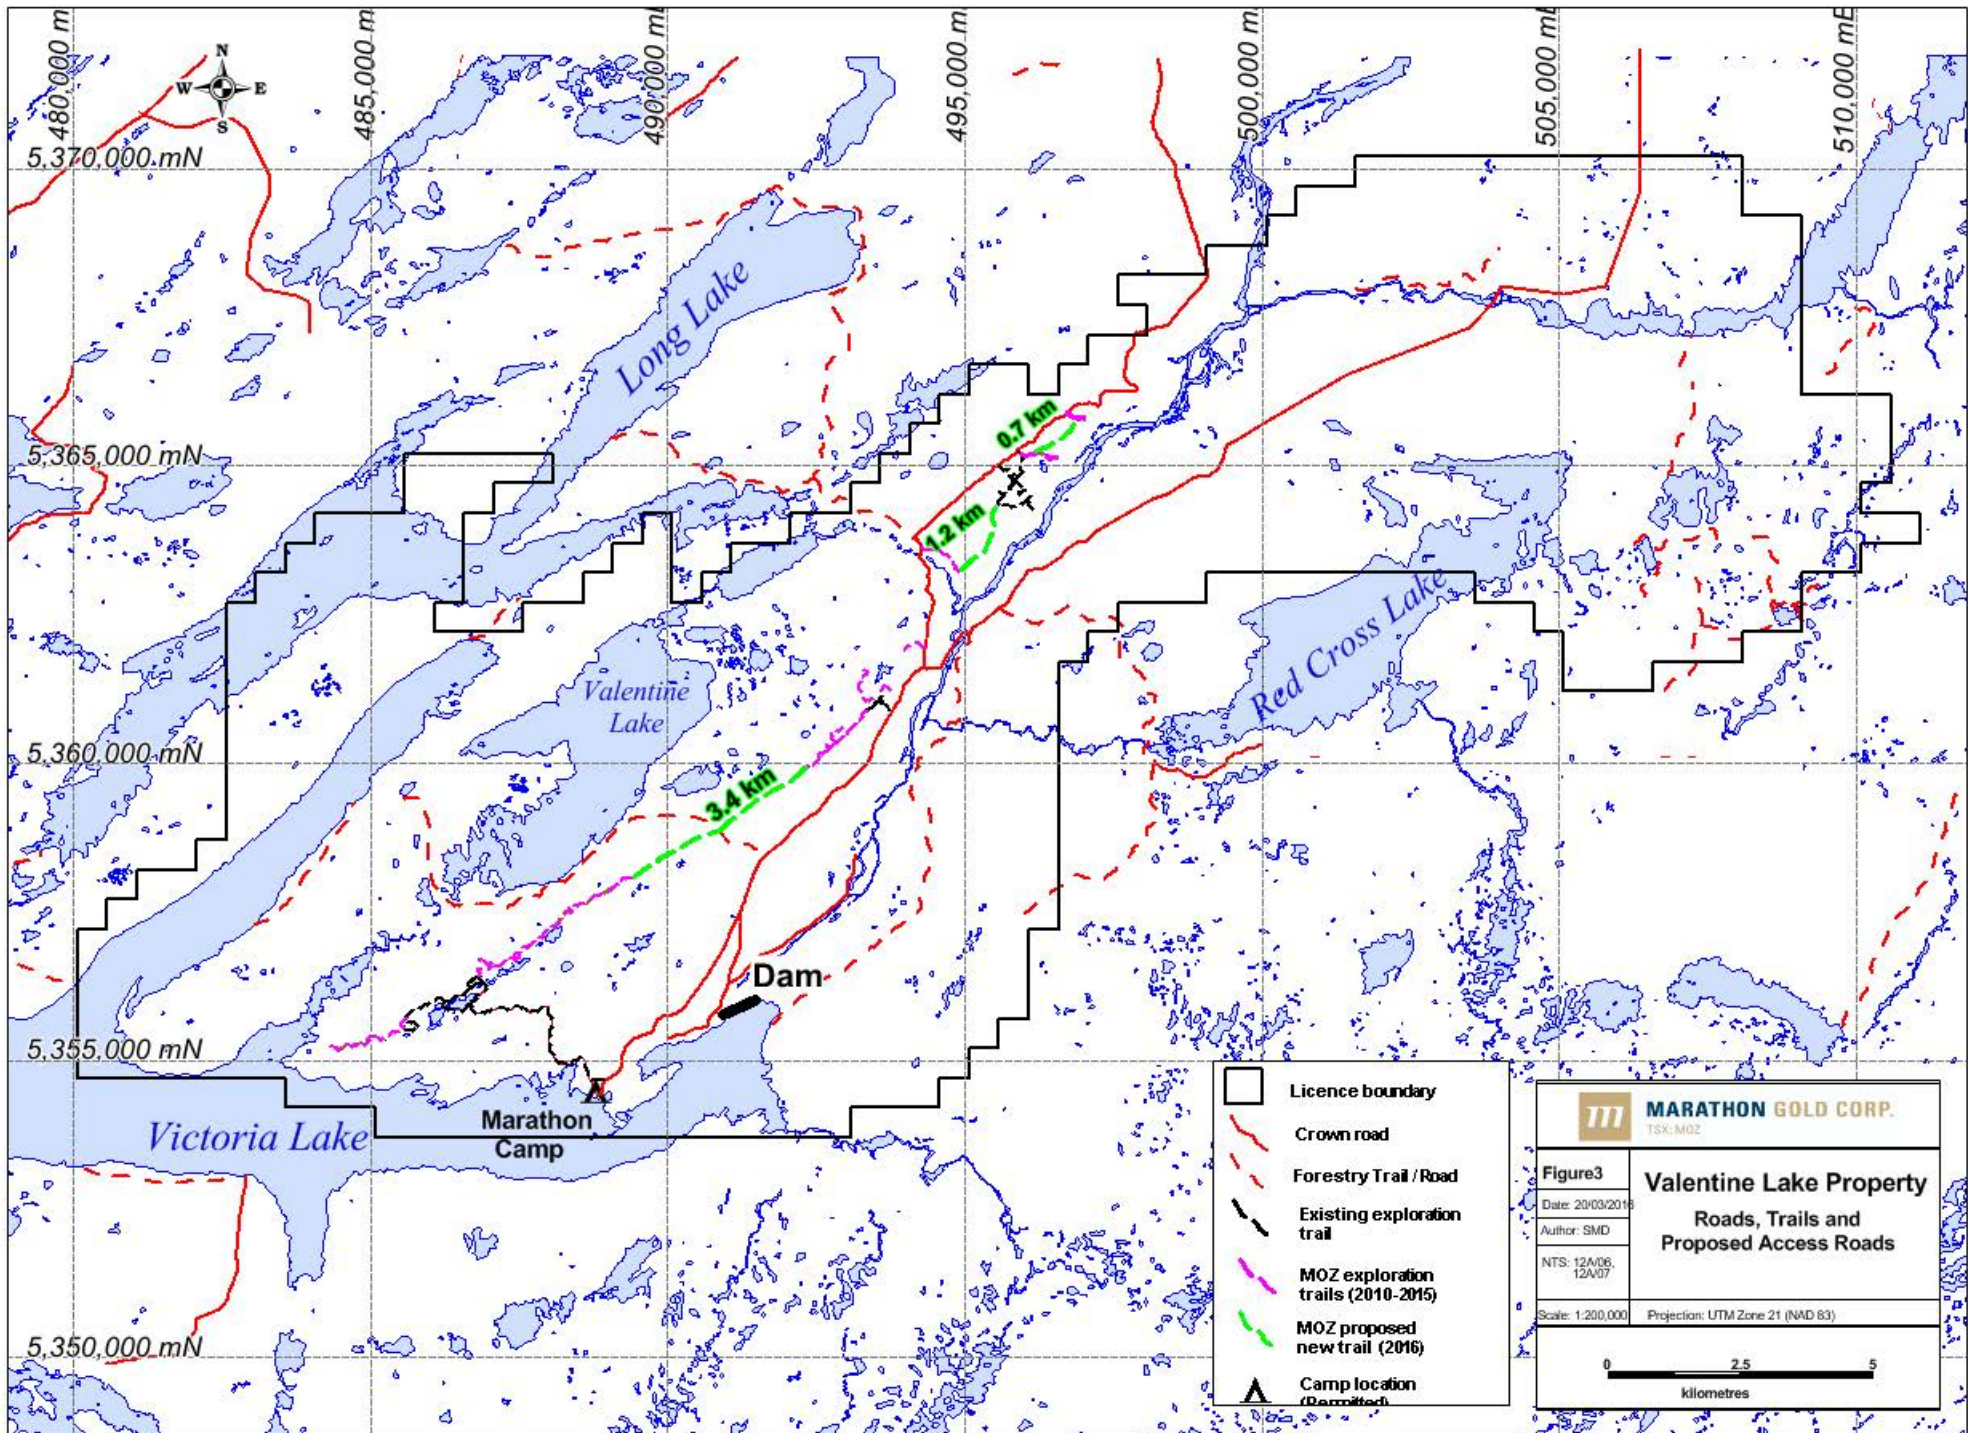 480,000 m
485,000 m
490,000 m
495,000 m
500,000 m
505,000 mE
510,000 mE
N
W E
S
5,370,000 mN
Long Lake
0.7 km
5,365,000 mN
1.2 km
Red Cross Lake
Valentine
Lake
5,360,000 mN
3.4 km
Dam
5,355,000 mN
Marathon
Camp
Victoria Lake
5,350,000 mN
Licence boundary
Crown road
Forestry Trail / Road
Existing exploration
trail
MOZ exploration
trails (2010-2015)
MOZ proposed
new trail (2016)
Camp location
(Permitted)
m
MARATHON GOLD CORP.
TSX: MOZ
Figure3
Date: 20/03/2016
Author: SMD
NTS: 12A/06,
12A/07
Scale: 1:200,000
Valentine Lake Property
Roads, Trails and
Proposed Access Roads
Projection: UTM Zone 21 (NAD 83)
0 2.5 5
kilometres